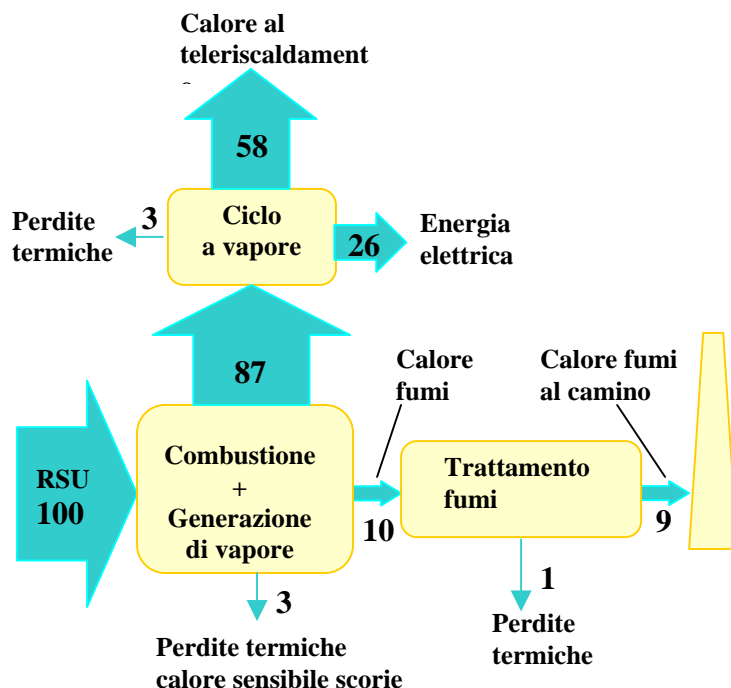 Calore al
teleriscaldament
58
Perdite
termiche
3
Ciclo
a vapore
26
Energia
elettrica
87
Calore
fumi
Calore fumi
al camino
RSU
100
Combustione
+
Generazione
di vapore
10
Trattamento
fumi
9
3
Perdite termiche
calore sensibile scorie
1
Perdite
termiche